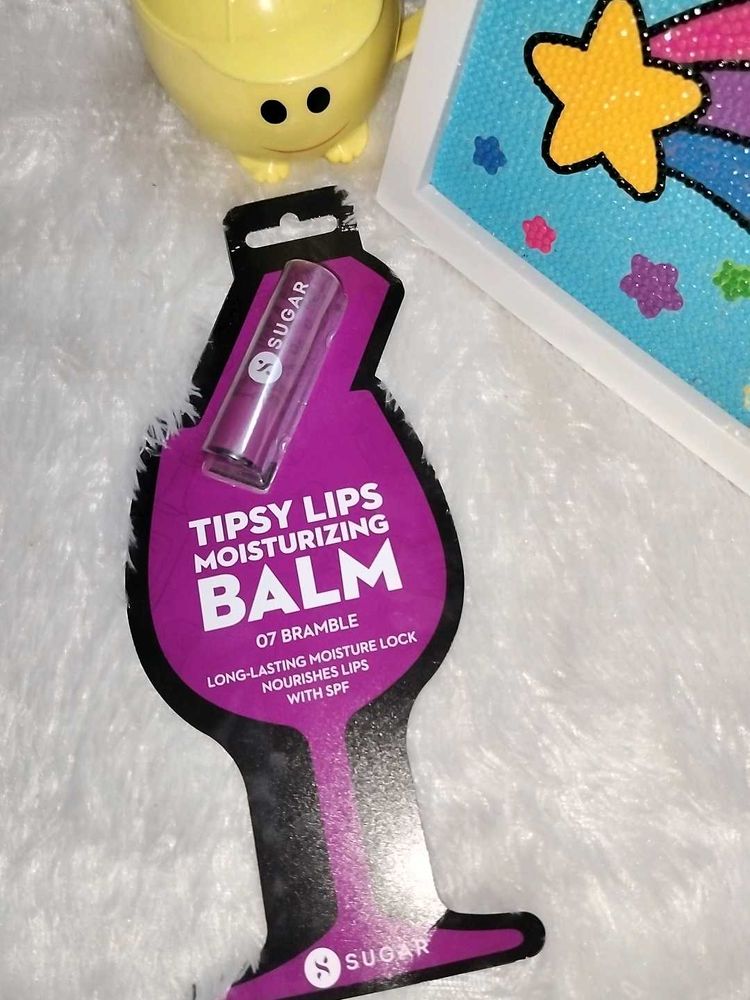 SUGAR
TIPSY LIPS
MOISTURIZING
BALM
07 BRAMBLE
LONG-LASTING MOISTURE LOCK
NOURISHES LIPS
WITH SPF
SUGAR